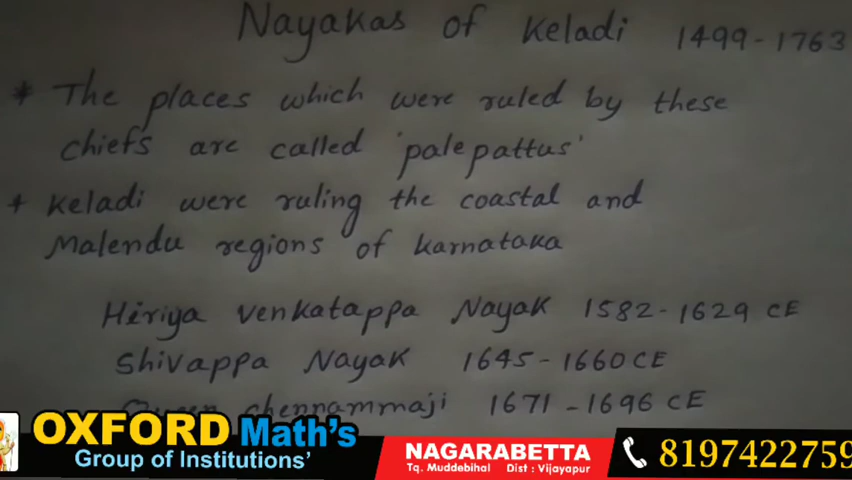 Nayakas of Keladi 1499-1763
* The places which were ruled by these
chiefs are called 'palepattus'
* Keladi were ruling the coastal and
Malendu regions of Karnataka
Hiriya Venkatappa Nayak 1582-1629 CE
Shivappa Nayak 1645-1660 CE
Queen chennammaji 1671-1696 CE
OXFORD Math's
Group of Institutions'
NAGARABETTA
Tq. Muddebihal Dist : Vijayapur
8197422759